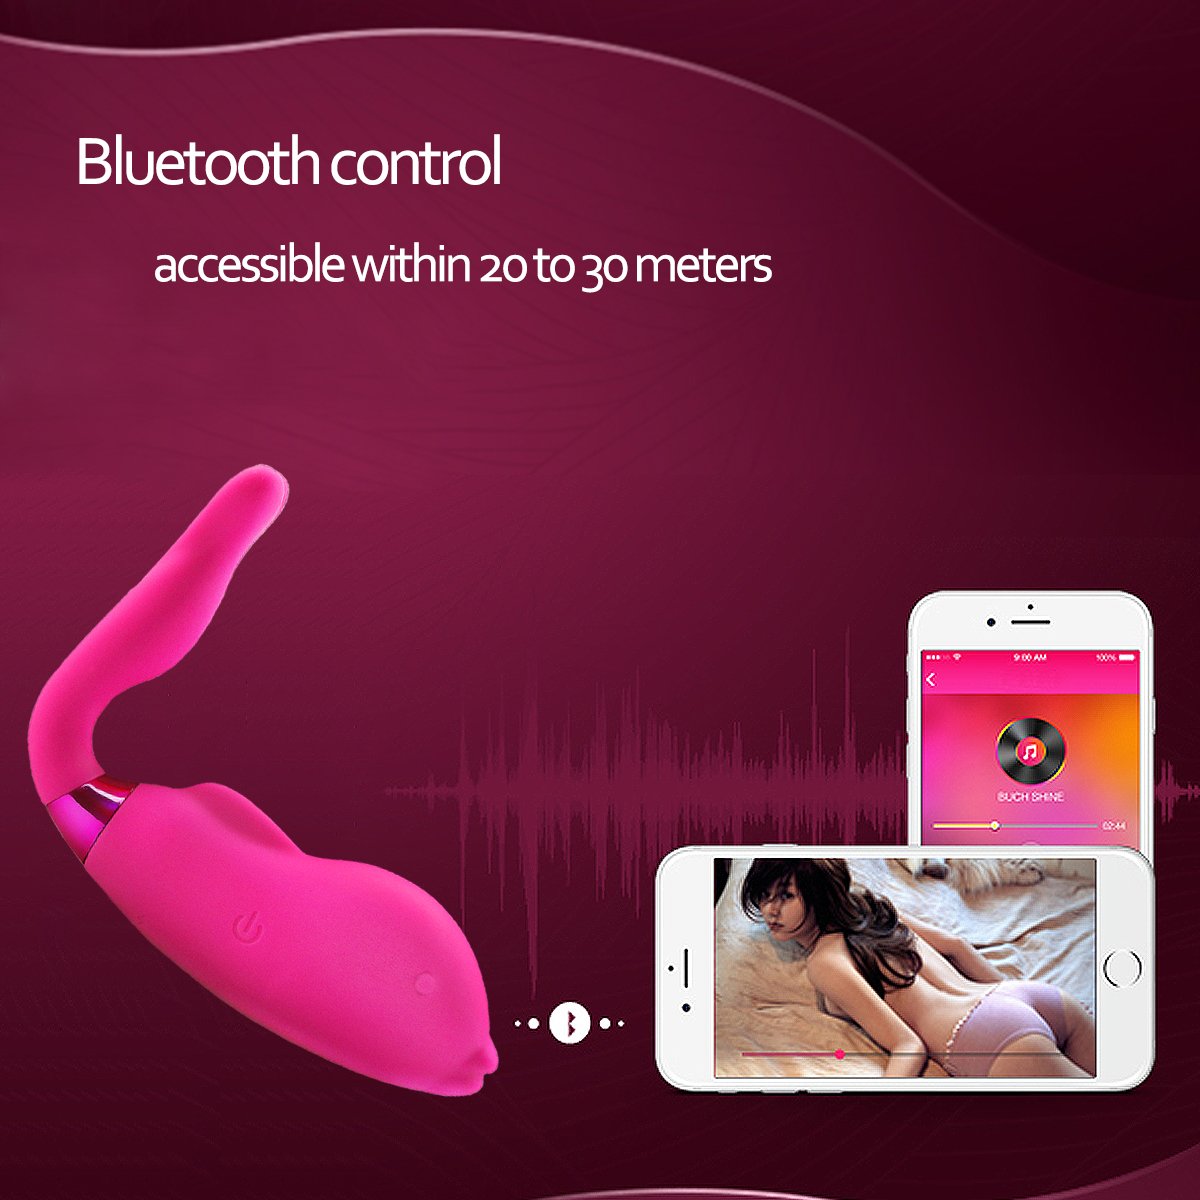 Bluetooth control
accessible within 20 to 30 meters
9:00 AM
100%
SUCH SHINE
02:44